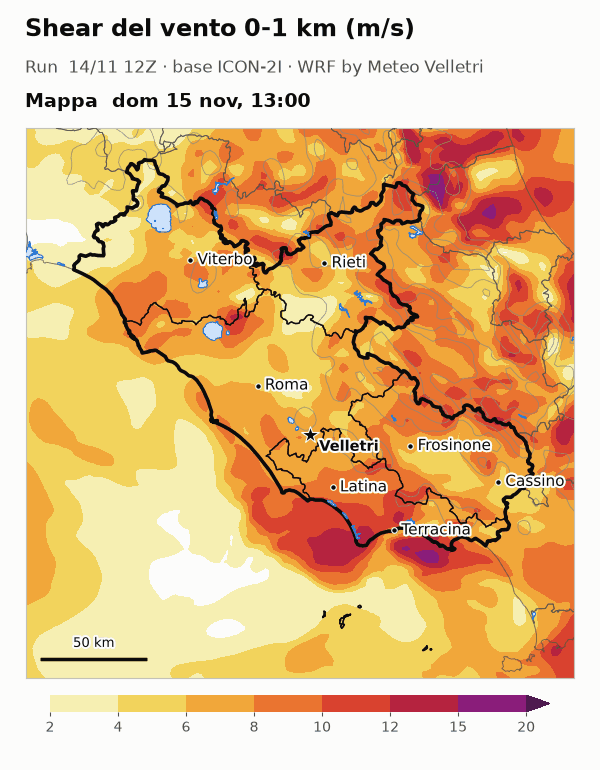 Shear del vento 0-1 km (m/s)
Run  14/11 12Z · base ICON-2I · WRF by Meteo Velletri
Mappa  dom 15 nov, 13:00
Viterbo
Rieti
Roma
Velletri
Frosinone
Cassino
Latina
Terracina
50 km
2 4 6 8 10 12 15 20